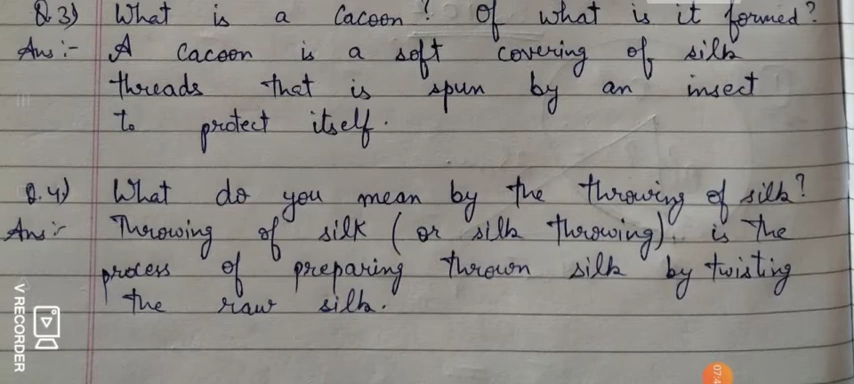 Q.3) What is a Cacoon? Of what is it formed?
Ans:- A Cacoon is a soft covering of silk
threads that is spun by an insect
to protect itself.
Q.4) What do you mean by the throwing of silk?
Ans:- Throwing of silk (or silk throwing) is the
process of preparing thrown silk by twisting
the raw silk.
V RECORDER